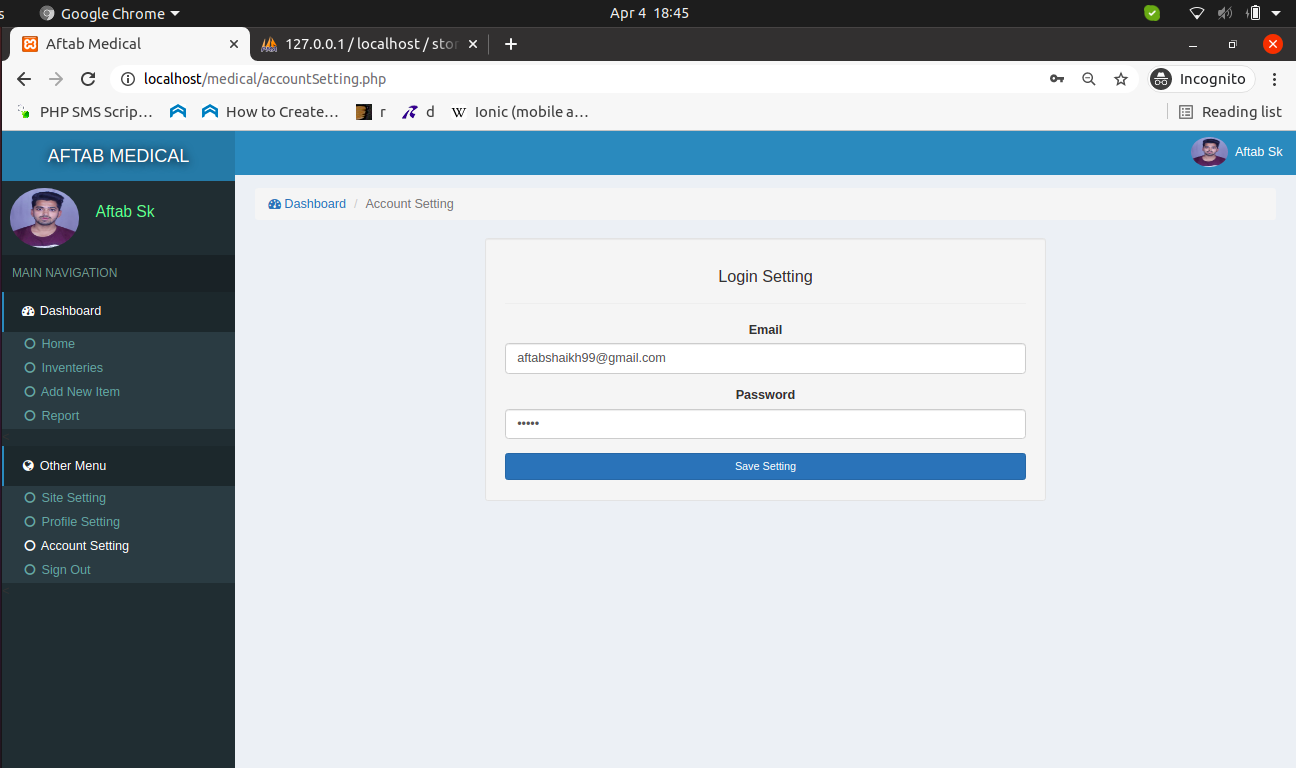 s Google Chrome Apr 4 18:45
Aftab Medical 127.0.0.1 / localhost / stor
localhost/medical/accountSetting.php Incognito
PHP SMS Scrip… How to Create… r d W Ionic (mobile a… Reading list
AFTAB MEDICAL Aftab Sk
Aftab Sk
Dashboard / Account Setting
MAIN NAVIGATION
Dashboard
Home
Inventeries
Add New Item
Report
Other Menu
Site Setting
Profile Setting
Account Setting
Sign Out
Login Setting
Email
aftabshaikh99@gmail.com
Password
•••••
Save Setting